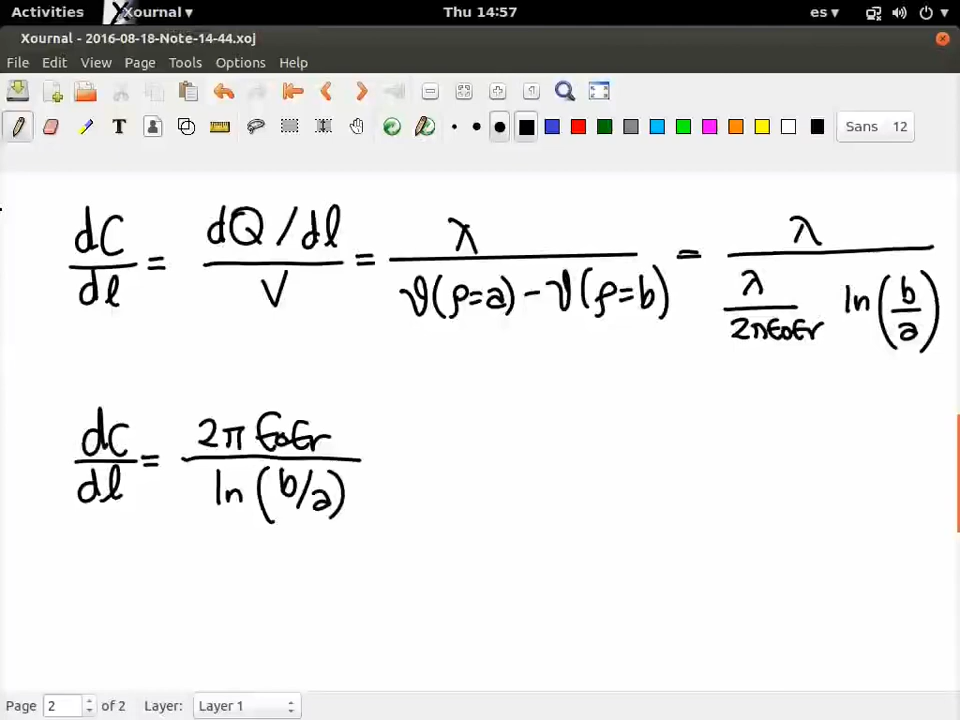 Activities Xournal ▾ Thu 14:57 es ▾
Xournal - 2016-08-18-Note-14-44.xoj
File Edit View Page Tools Options Help
Sans 12
dC/dl = (dQ/dl)/V = λ/(ϑ(ρ=a) - ϑ(ρ=b)) = λ/((λ/2πϵ0ϵr) ln(b/a))
dC/dl = 2πϵ0ϵr/ln(b/a)
Page 2 of 2 Layer: Layer 1